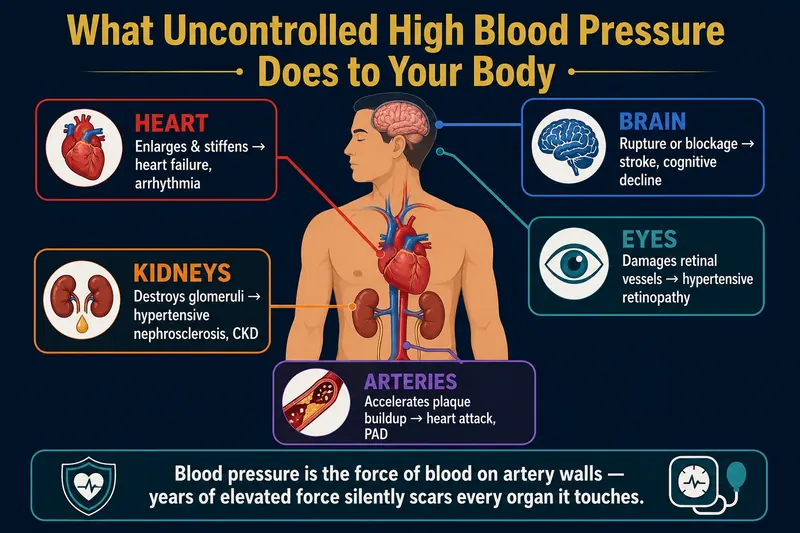 What Uncontrolled High Blood Pressure
Does to Your Body
HEART
Enlarges & stiffens →
heart failure,
arrhythmia
BRAIN
Rupture or blockage →
stroke, cognitive
decline
EYES
Damages retinal
vessels → hypertensive
retinopathy
KIDNEYS
Destroys glomeruli →
hypertensive
nephrosclerosis, CKD
ARTERIES
Accelerates plaque
buildup → heart attack,
PAD
Blood pressure is the force of blood on artery walls —
years of elevated force silently scars every organ it touches.